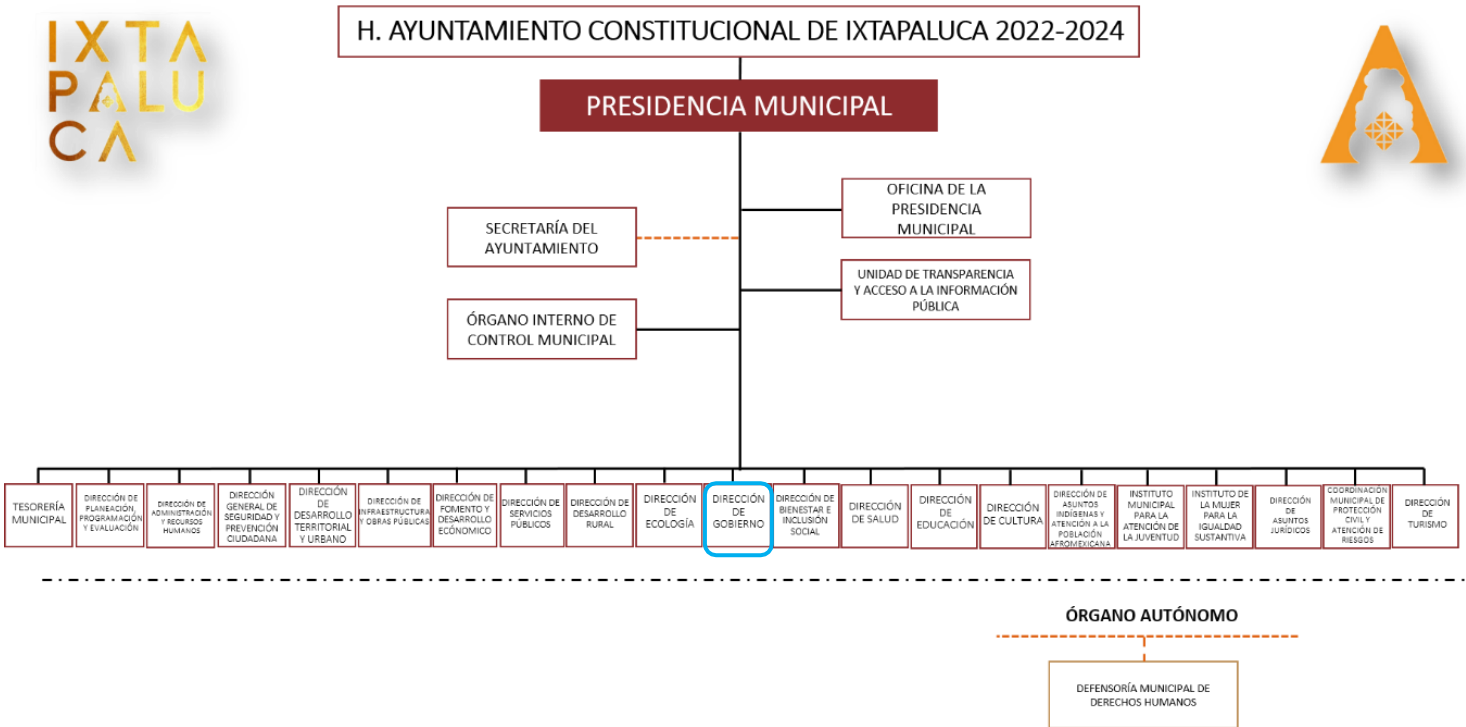 IXTA
PALU
CA
H. AYUNTAMIENTO CONSTITUCIONAL DE IXTAPALUCA 2022-2024
PRESIDENCIA MUNICIPAL
OFICINA DE LA
PRESIDENCIA
MUNICIPAL
SECRETARÍA DEL
AYUNTAMIENTO
UNIDAD DE TRANSPARENCIA
Y ACCESO A LA INFORMACIÓN
PÚBLICA
ÓRGANO INTERNO DE
CONTROL MUNICIPAL
TESORERÍA
MUNICIPAL
DIRECCIÓN DE
PLANEACIÓN,
PROGRAMACIÓN
Y EVALUACIÓN
DIRECCIÓN DE
ADMINISTRACIÓN
Y RECURSOS
HUMANOS
DIRECCIÓN
GENERAL DE
SEGURIDAD Y
PREVENCIÓN
CIUDADANA
DIRECCIÓN
DE
DESARROLLO
TERRITORIAL
Y URBANO
DIRECCIÓN DE
INFRAESTRUCTURA
Y OBRAS PÚBLICAS
DIRECCIÓN DE
FOMENTO Y
DESARROLLO
ECÓNOMICO
DIRECCIÓN DE
SERVICIOS
PÚBLICOS
DIRECCIÓN DE
DESARROLLO
RURAL
DIRECCIÓN
DE
ECOLOGÍA
DIRECCIÓN
DE
GOBIERNO
DIRECCIÓN DE
BIENESTAR E
INCLUSIÓN
SOCIAL
DIRECCIÓN
DE SALUD
DIRECCIÓN
DE
EDUCACIÓN
DIRECCIÓN
DE CULTURA
DIRECCIÓN DE
ASUNTOS
INDÍGENAS Y
ATENCIÓN A LA
POBLACIÓN
AFROMEXICANA
INSTITUTO
MUNICIPAL
PARA LA
ATENCIÓN DE
LA JUVENTUD
INSTITUTO DE
LA MUJER
PARA LA
IGUALDAD
SUSTANTIVA
DIRECCIÓN
DE
ASUNTOS
JURÍDICOS
COORDINACIÓN
MUNICIPAL DE
PROTECCIÓN
CIVIL Y
ATENCIÓN DE
RIESGOS
DIRECCIÓN
DE
TURISMO
ÓRGANO AUTÓNOMO
DEFENSORÍA MUNICIPAL DE
DERECHOS HUMANOS